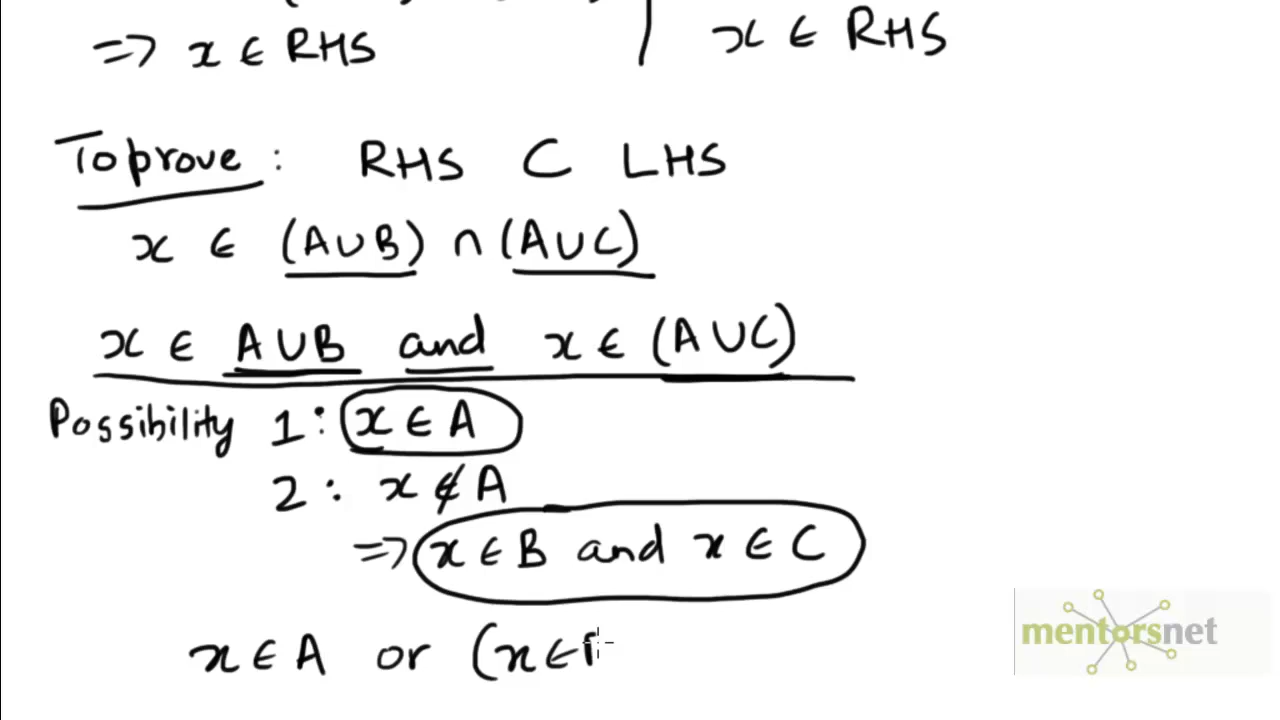 => x ∈ RHS
x ∈ RHS
To prove : RHS ⊂ LHS
x ∈ (A∪B) ∩ (A∪C)
x ∈ A∪B and x ∈ (A∪C)
Possibility 1 : x ∈ A
2 : x ∉ A
=> x ∈ B and x ∈ C
x ∈ A or (x ∈
mentorsnet